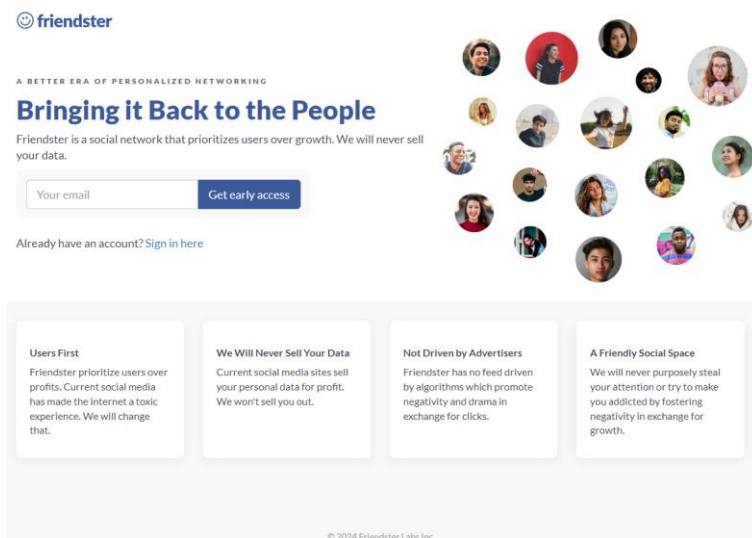 friendster
A BETTER ERA OF PERSONALIZED NETWORKING
Bringing it Back to the People
Friendster is a social network that prioritizes users over growth. We will never sell
your data.
Your email
Get early access
Already have an account? Sign in here
Users First
Friendster prioritize users over
profits. Current social media
has made the internet a toxic
experience. We will change
that.
We Will Never Sell Your Data
Current social media sites sell
your personal data for profit.
We won't sell you out.
Not Driven by Advertisers
Friendster has no feed driven
by algorithms which promote
negativity and drama in
exchange for clicks.
A Friendly Social Space
We will never purposely steal
your attention or try to make
you addicted by fostering
negativity in exchange for
growth.
© 2024 Friendster Labs Inc